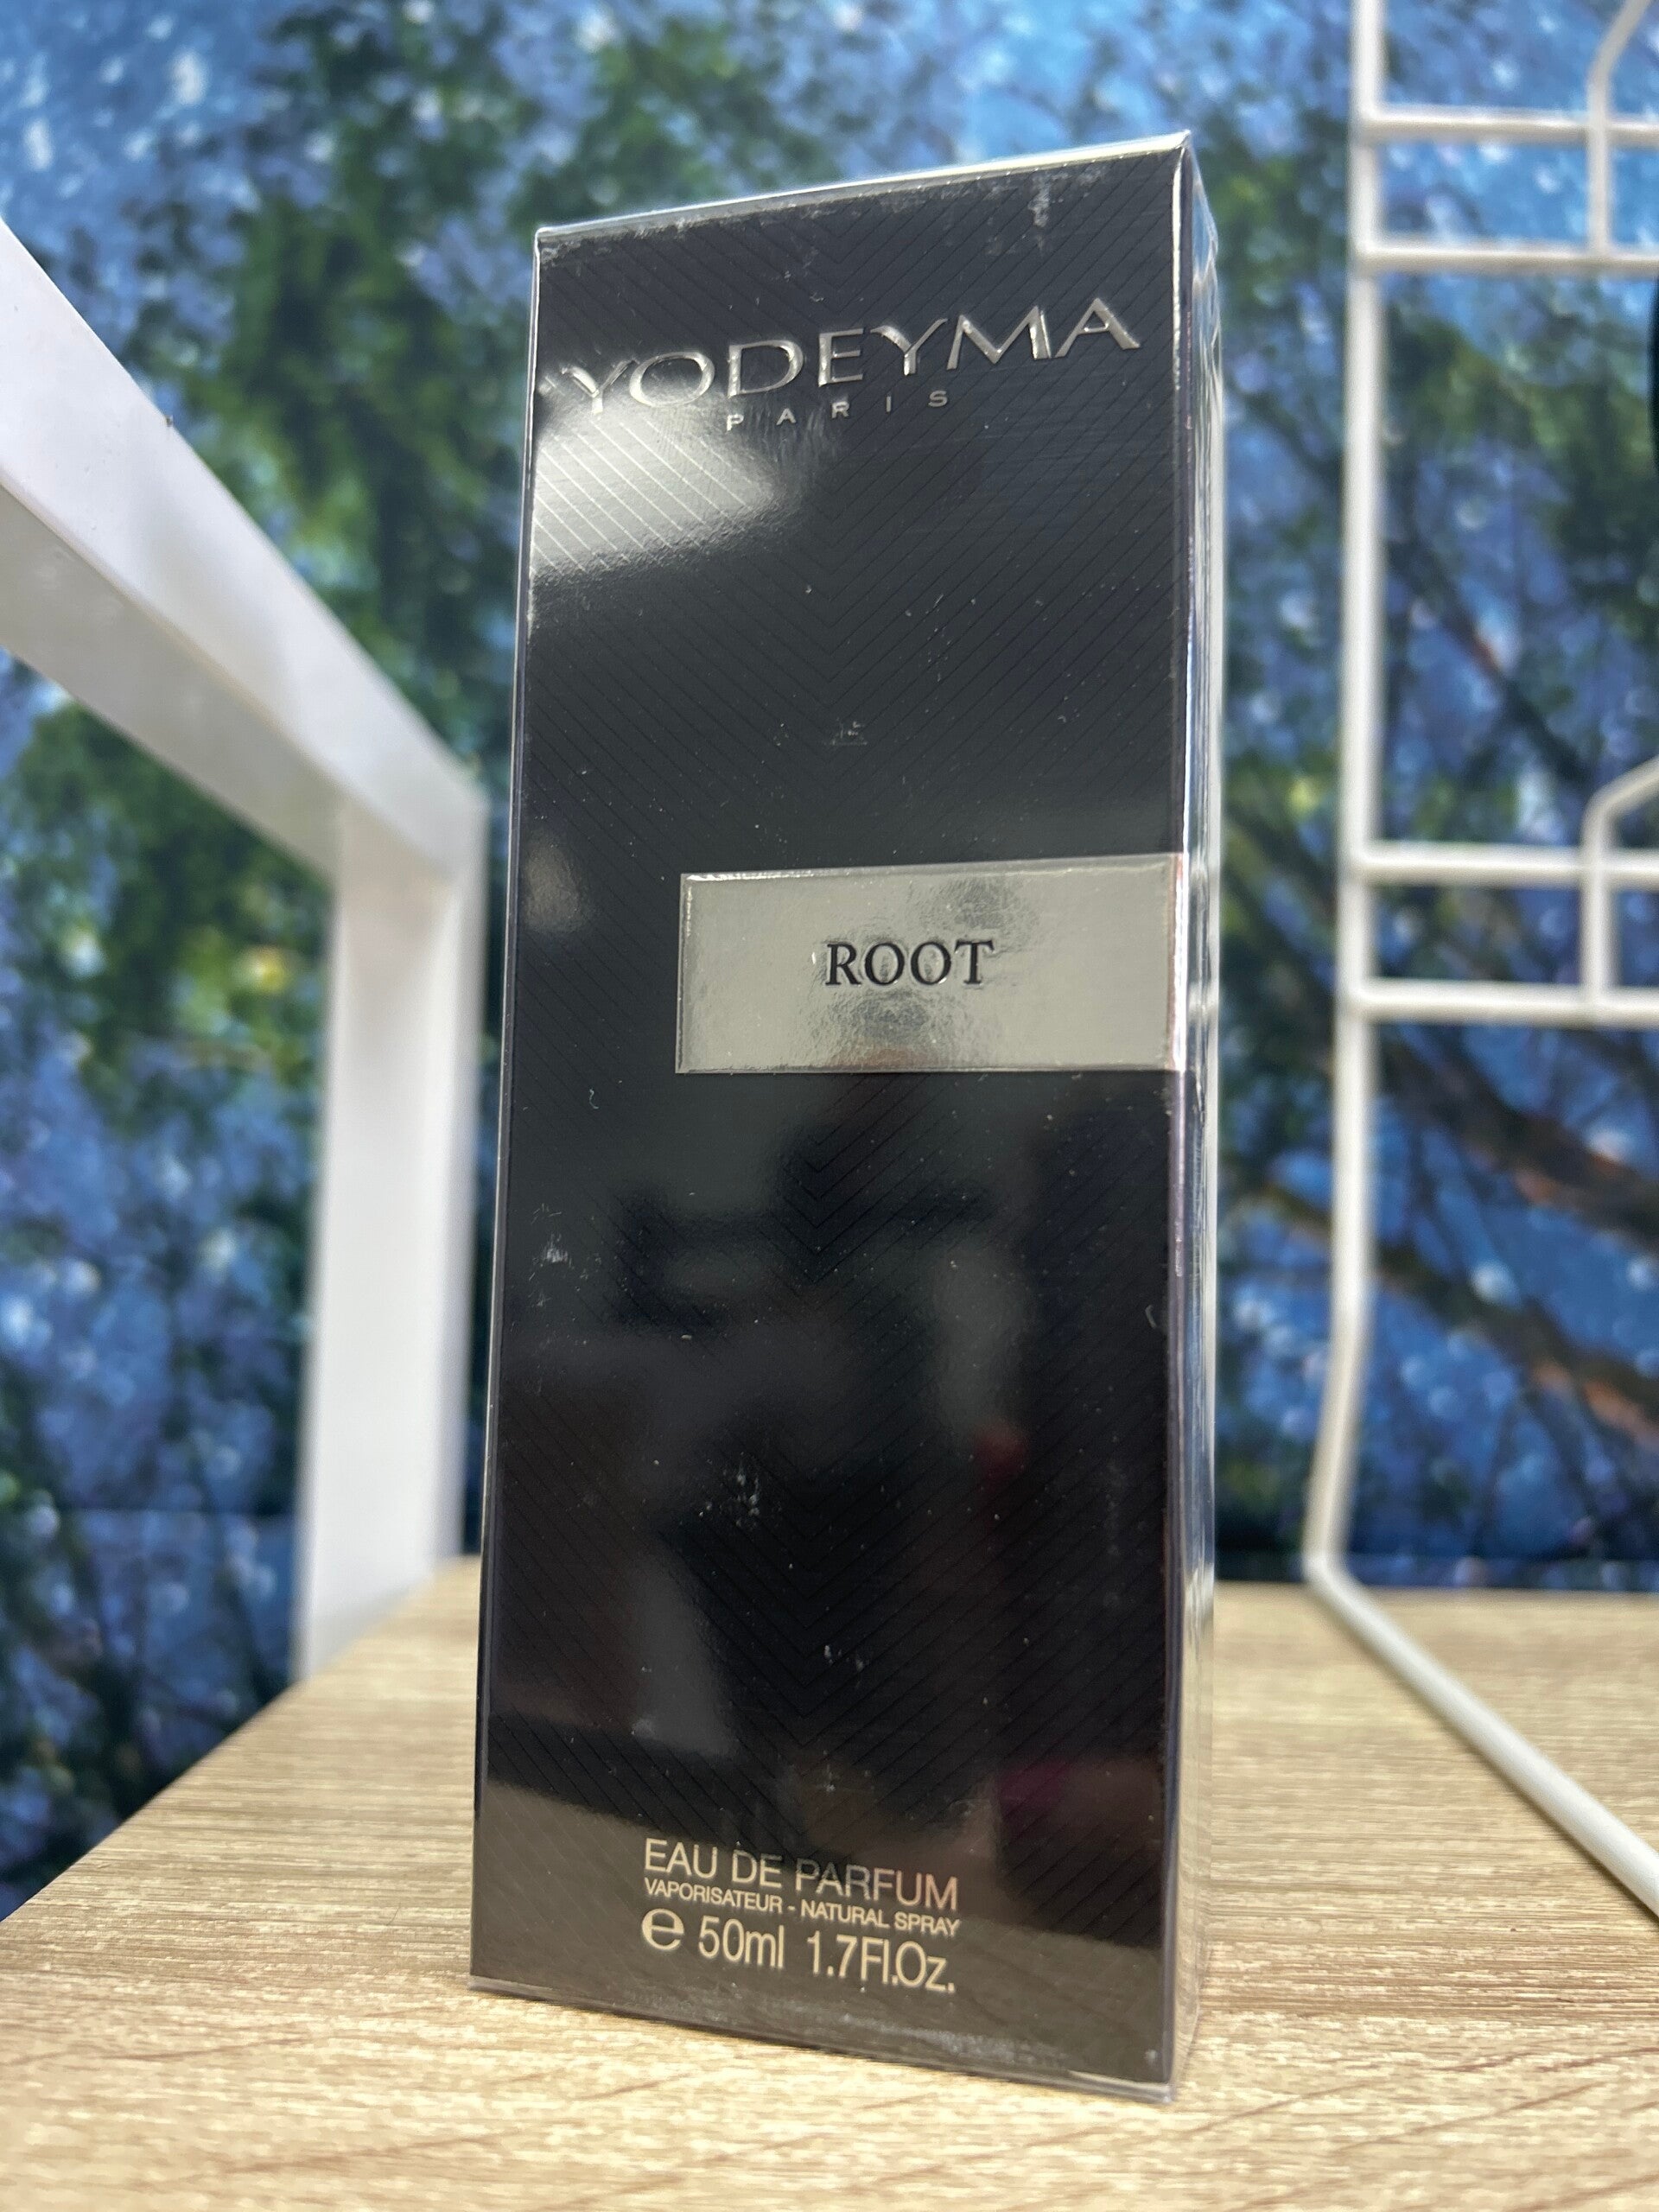 YODEYMA
PARIS
ROOT
EAU DE PARFUM
VAPORISATEUR - NATURAL SPRAY
℮ 50ml 1.7Fl.Oz.